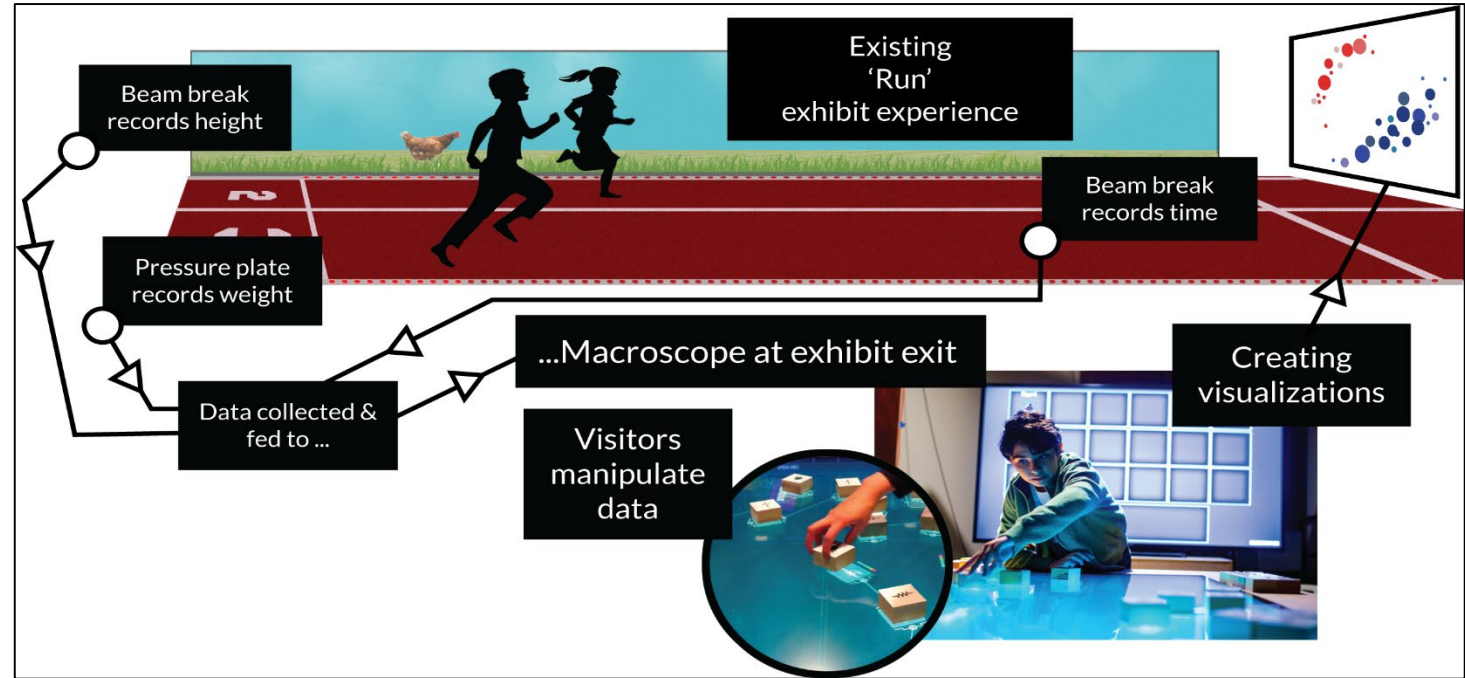 Existing
‘Run’
exhibit experience
Beam break
records height
Beam break
records time
2
Pressure plate
records weight
...Macroscope at exhibit exit
Creating
visualizations
Data collected &
fed to ...
Visitors
manipulate
data